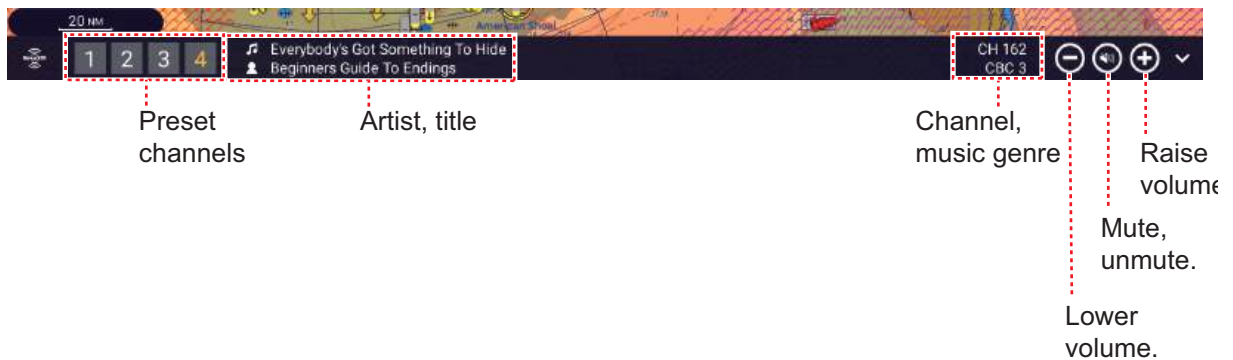 20 NM
American Shoal
1 2 3 4
Everybody's Got Something To Hide
Beginners Guide To Endings
CH 162
CBC 3
Preset
channels
Artist, title
Channel,
music genre
Raise
volume
Mute,
unmute.
Lower
volume.